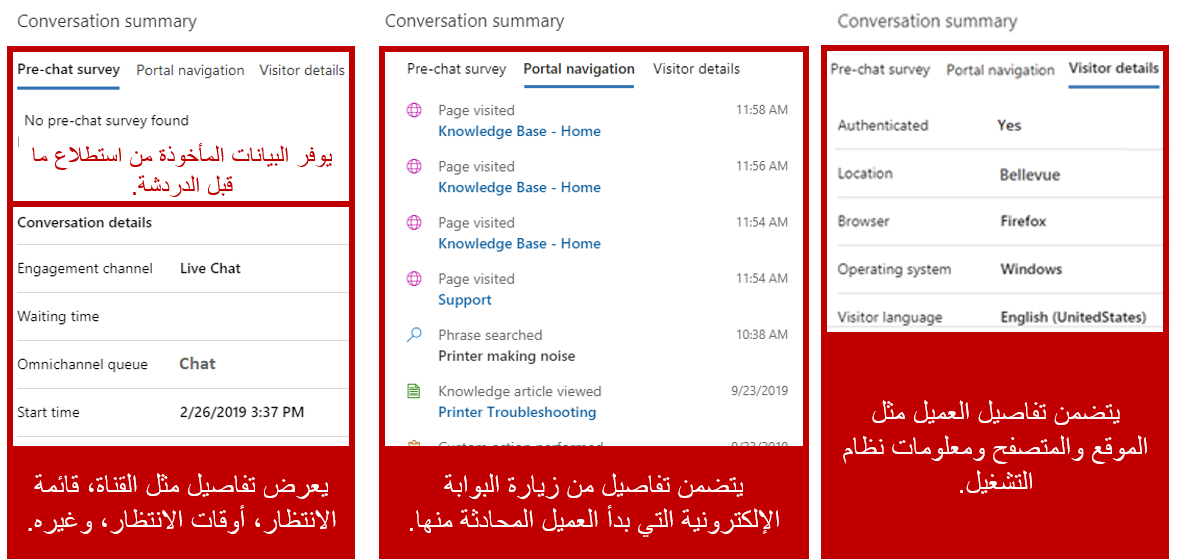 Conversation summary
Pre-chat survey Portal navigation Visitor details
No pre-chat survey found
يوفر البيانات المأخوذة من استطلاع ما
قبل الدردشة.
Conversation details
Engagement channel Live Chat
Waiting time
Omnichannel queue Chat
Start time 2/26/2019 3:37 PM
يعرض تفاصيل مثل القناة، قائمة
الانتظار، أوقات الانتظار، وغيره.
Conversation summary
Pre-chat survey Portal navigation Visitor details
Page visited 11:58 AM
Knowledge Base - Home
Page visited 11:56 AM
Knowledge Base - Home
Page visited 11:54 AM
Knowledge Base - Home
Page visited 11:54 AM
Support
Phrase searched 10:38 AM
Printer making noise
Knowledge article viewed 9/23/2019
Printer Troubleshooting
Custom action performed 9/23/2019
يتضمن تفاصيل من زيارة البوابة
الإلكترونية التي بدأ العميل المحادثة منها.
Conversation summary
Pre-chat survey Portal navigation Visitor details
Authenticated Yes
Location Bellevue
Browser Firefox
Operating system Windows
Visitor language English (UnitedStates)
يتضمن تفاصيل العميل مثل
الموقع والمتصفح ومعلومات نظام
التشغيل.